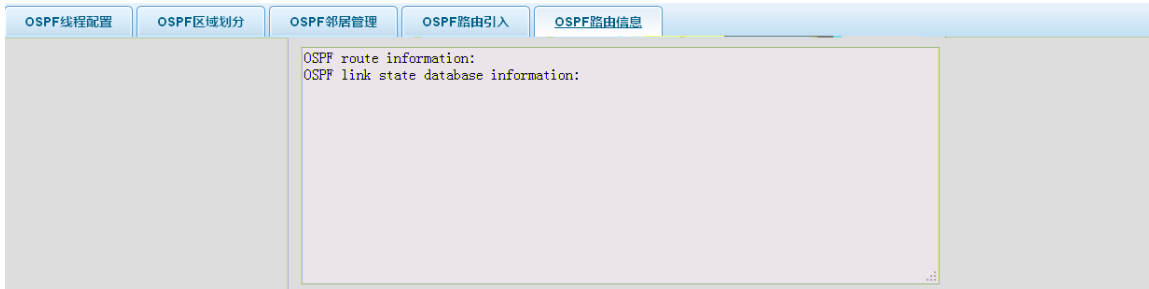 OSPF线程配置 OSPF区域划分 OSPF邻居管理 OSPF路由引入 OSPF路由信息
OSPF route information:
OSPF link state database information: